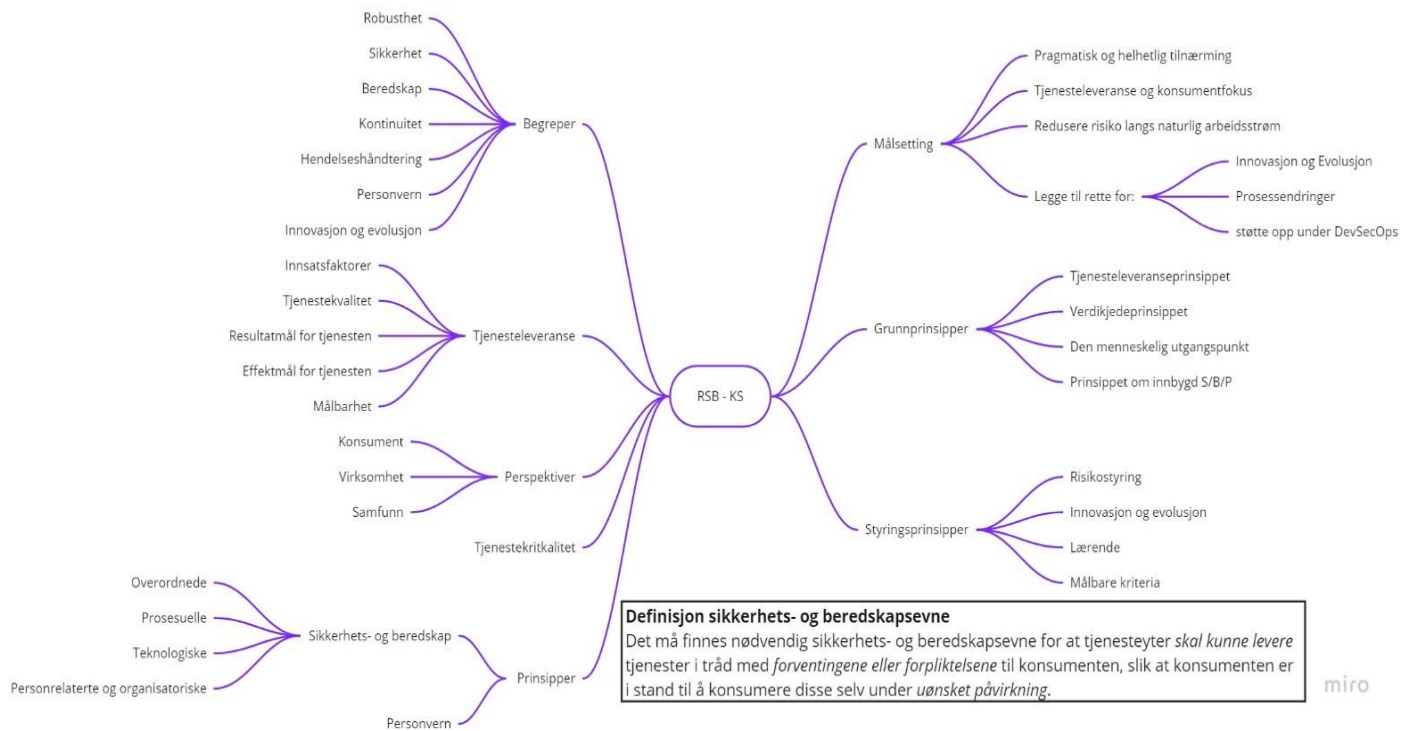 Robusthet
Sikkerhet
Beredskap
Kontinuitet
Hendelseshåndtering
Personvern
Innovasjon og evolusjon
Begreper
Innsatsfaktorer
Tjenestekvalitet
Resultatmål for tjenesten
Effektmål for tjenesten
Målbarhet
Tjenesteleveranse
Konsument
Virksomhet
Samfunn
Perspektiver
Tjenestekritkalitet
Overordnede
Prosesuelle
Teknologiske
Personrelaterte og organisatoriske
Sikkerhets- og beredskap
Personvern
Prinsipper
RSB - KS
Målsetting
Pragmatisk og helhetlig tilnærming
Tjenesteleveranse og konsumentfokus
Redusere risiko langs naturlig arbeidsstrøm
Legge til rette for:
Innovasjon og Evolusjon
Prosessendringer
støtte opp under DevSecOps
Grunnprinsipper
Tjenesteleveranseprinsippet
Verdikjedeprinsippet
Den menneskelig utgangspunkt
Prinsippet om innbygd S/B/P
Styringsprinsipper
Risikostyring
Innovasjon og evolusjon
Lærende
Målbare kriteria
Definisjon sikkerhets- og beredskapsevne
Det må finnes nødvendig sikkerhets- og beredskapsevne for at tjenesteyter skal kunne levere
tjenester i tråd med forventingene eller forpliktelsene til konsumenten, slik at konsumenten er
i stand til å konsumere disse selv under uønsket påvirkning.
miro